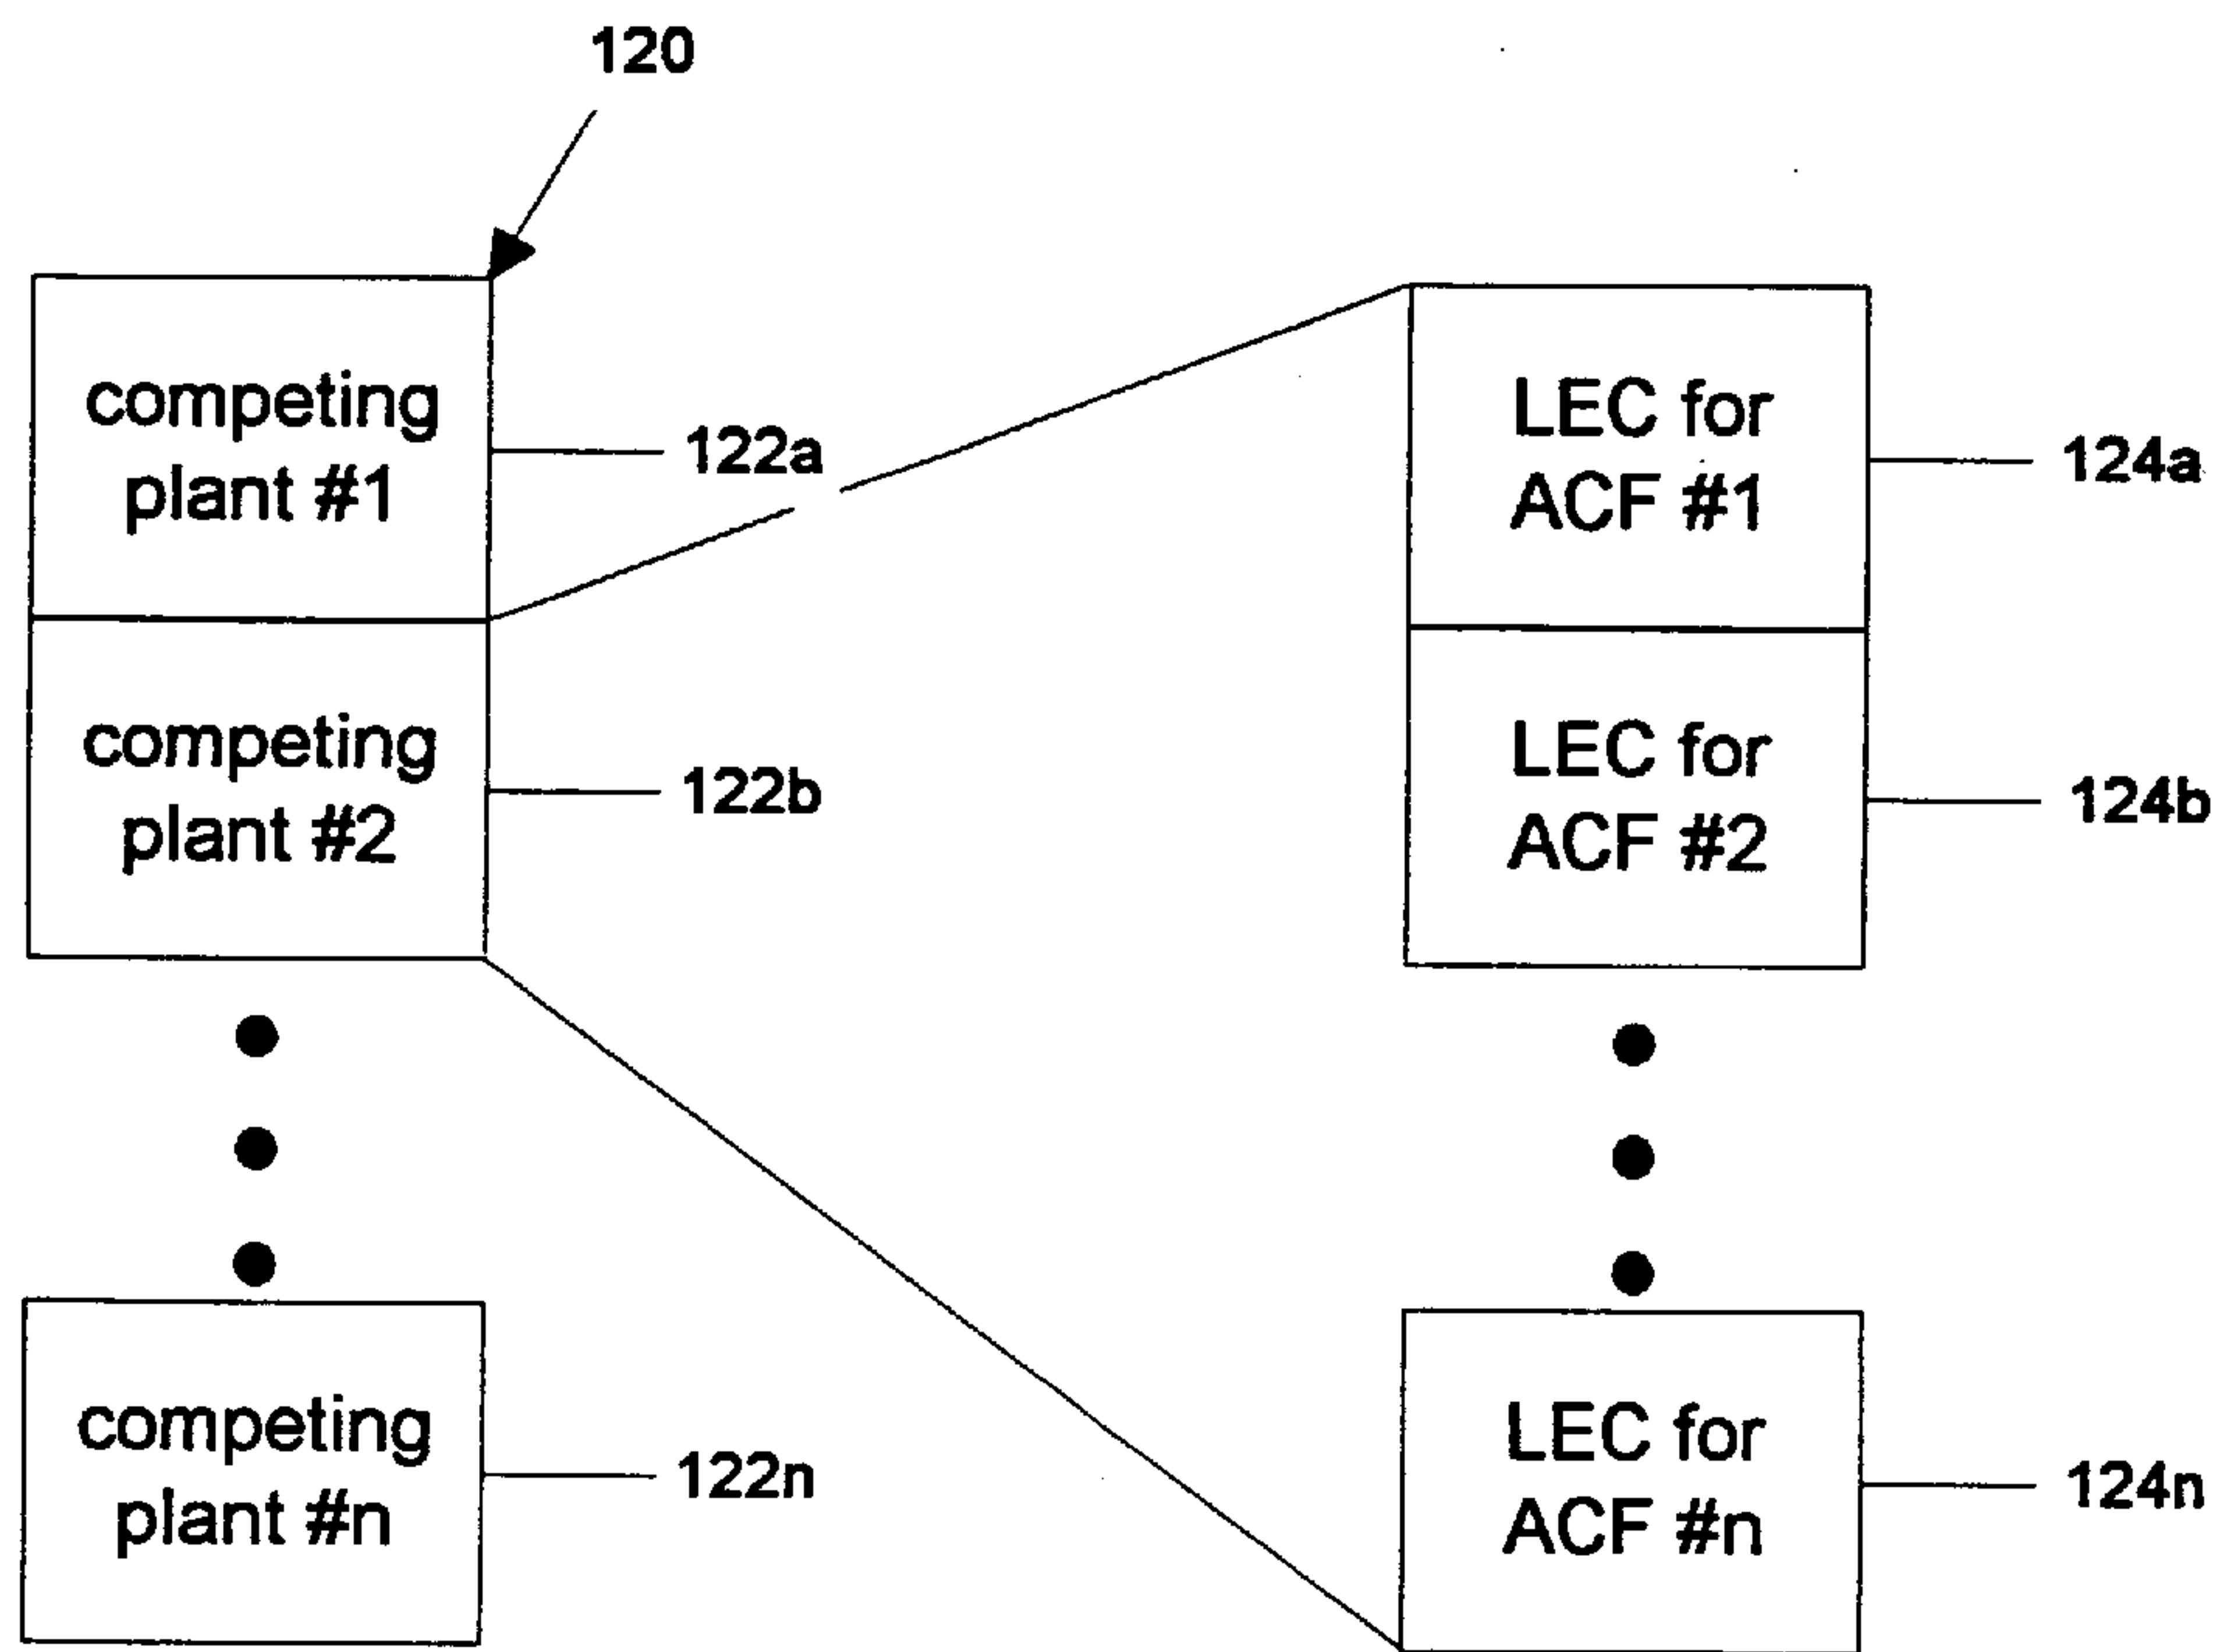 120
competing
plant #1
122a
LEC for
ACF #1
124a
competing
plant #2
122b
LEC for
ACF #2
124b
competing
plant #n
122n
LEC for
ACF #n
124n